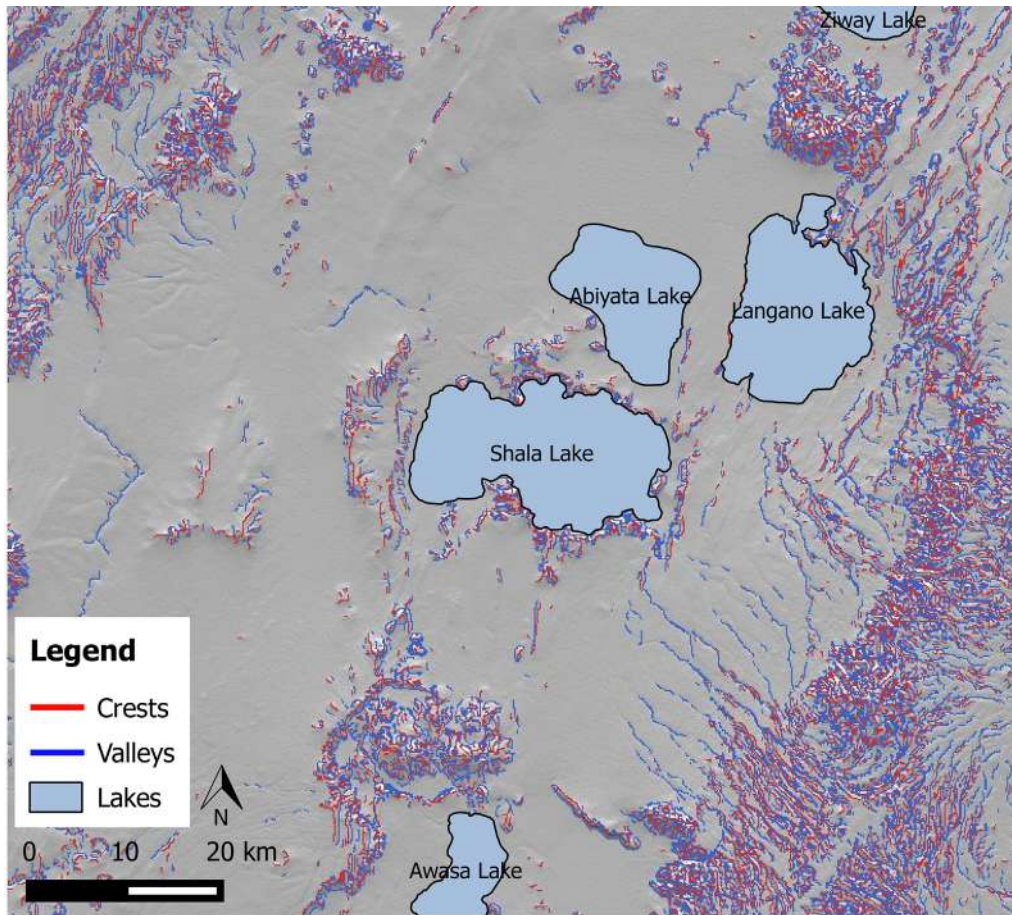 Ziway Lake
Abiyata Lake
Langano Lake
Shala Lake
Legend
Crests
Valleys
Lakes
N
0 10 20 km
Awasa Lake